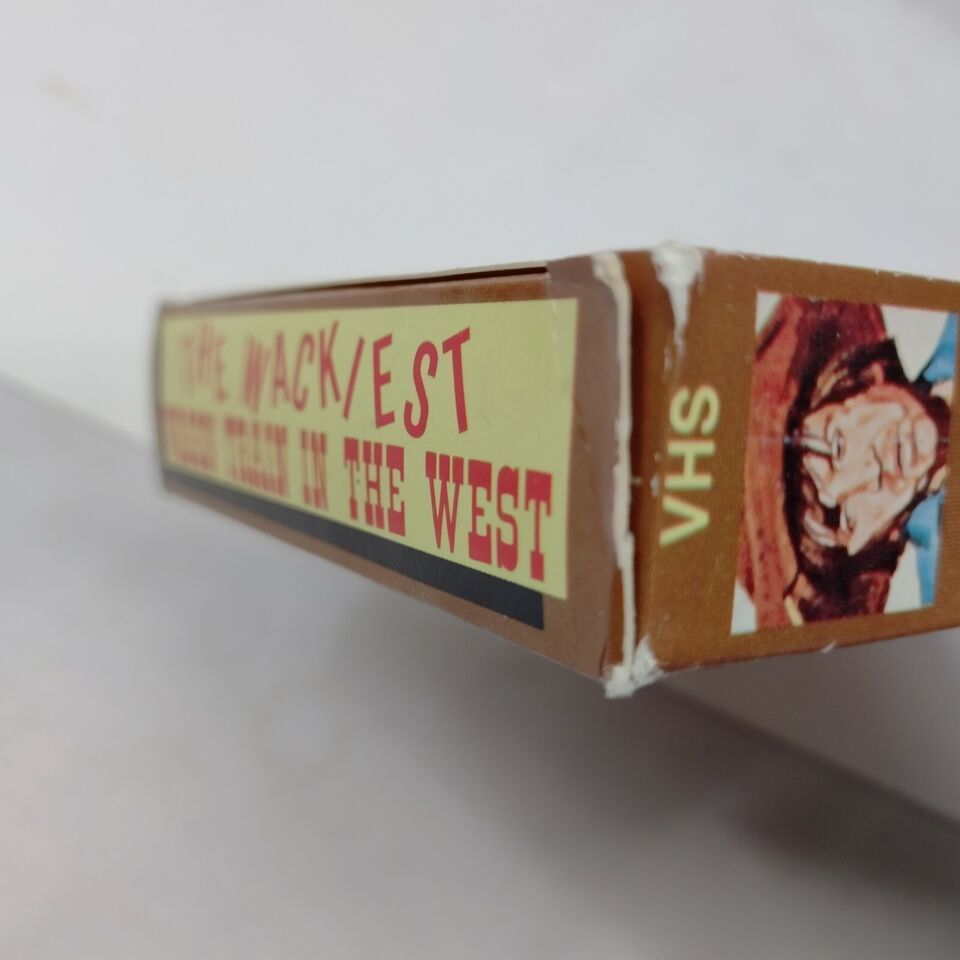 THE WACKIEST
WAGON TRAIN IN THE WEST
VHS